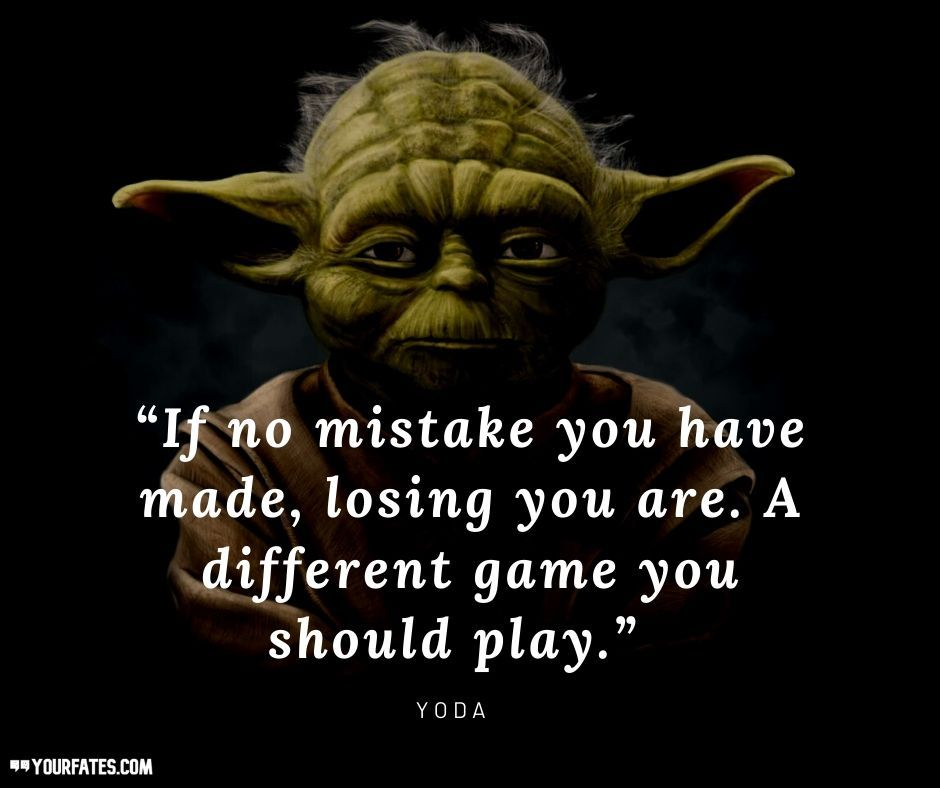 “If no mistake you have
made, losing you are. A
different game you
should play.”
YODA
YOURFATES.COM